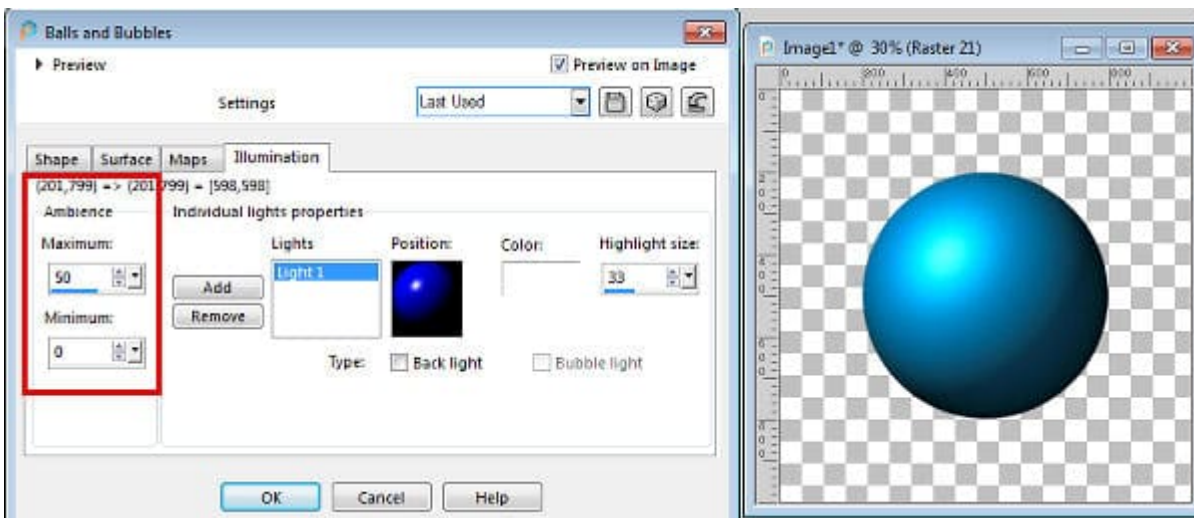 Balls and Bubbles
Preview
Preview on Image
Settings
Last Used
Shape Surface Maps Illumination
(201,799) => (201,799) = [598,598]
Ambience
Individual lights properties
Maximum:
Lights
Position:
Color:
Highlight size:
50
Light 1
33
Add
Minimum:
Remove
0
Type:
Back light
Bubble light
OK
Cancel
Help
Image1* @ 30% (Raster 21)